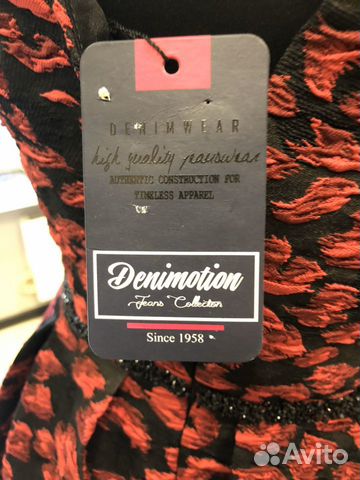 DENIMWEAR
high quality jeanswear
AUTHENTIC CONSTRUCTION FOR
TIMELESS APPAREL
Denimotion
Jeans Collection
Since 1958
Avito